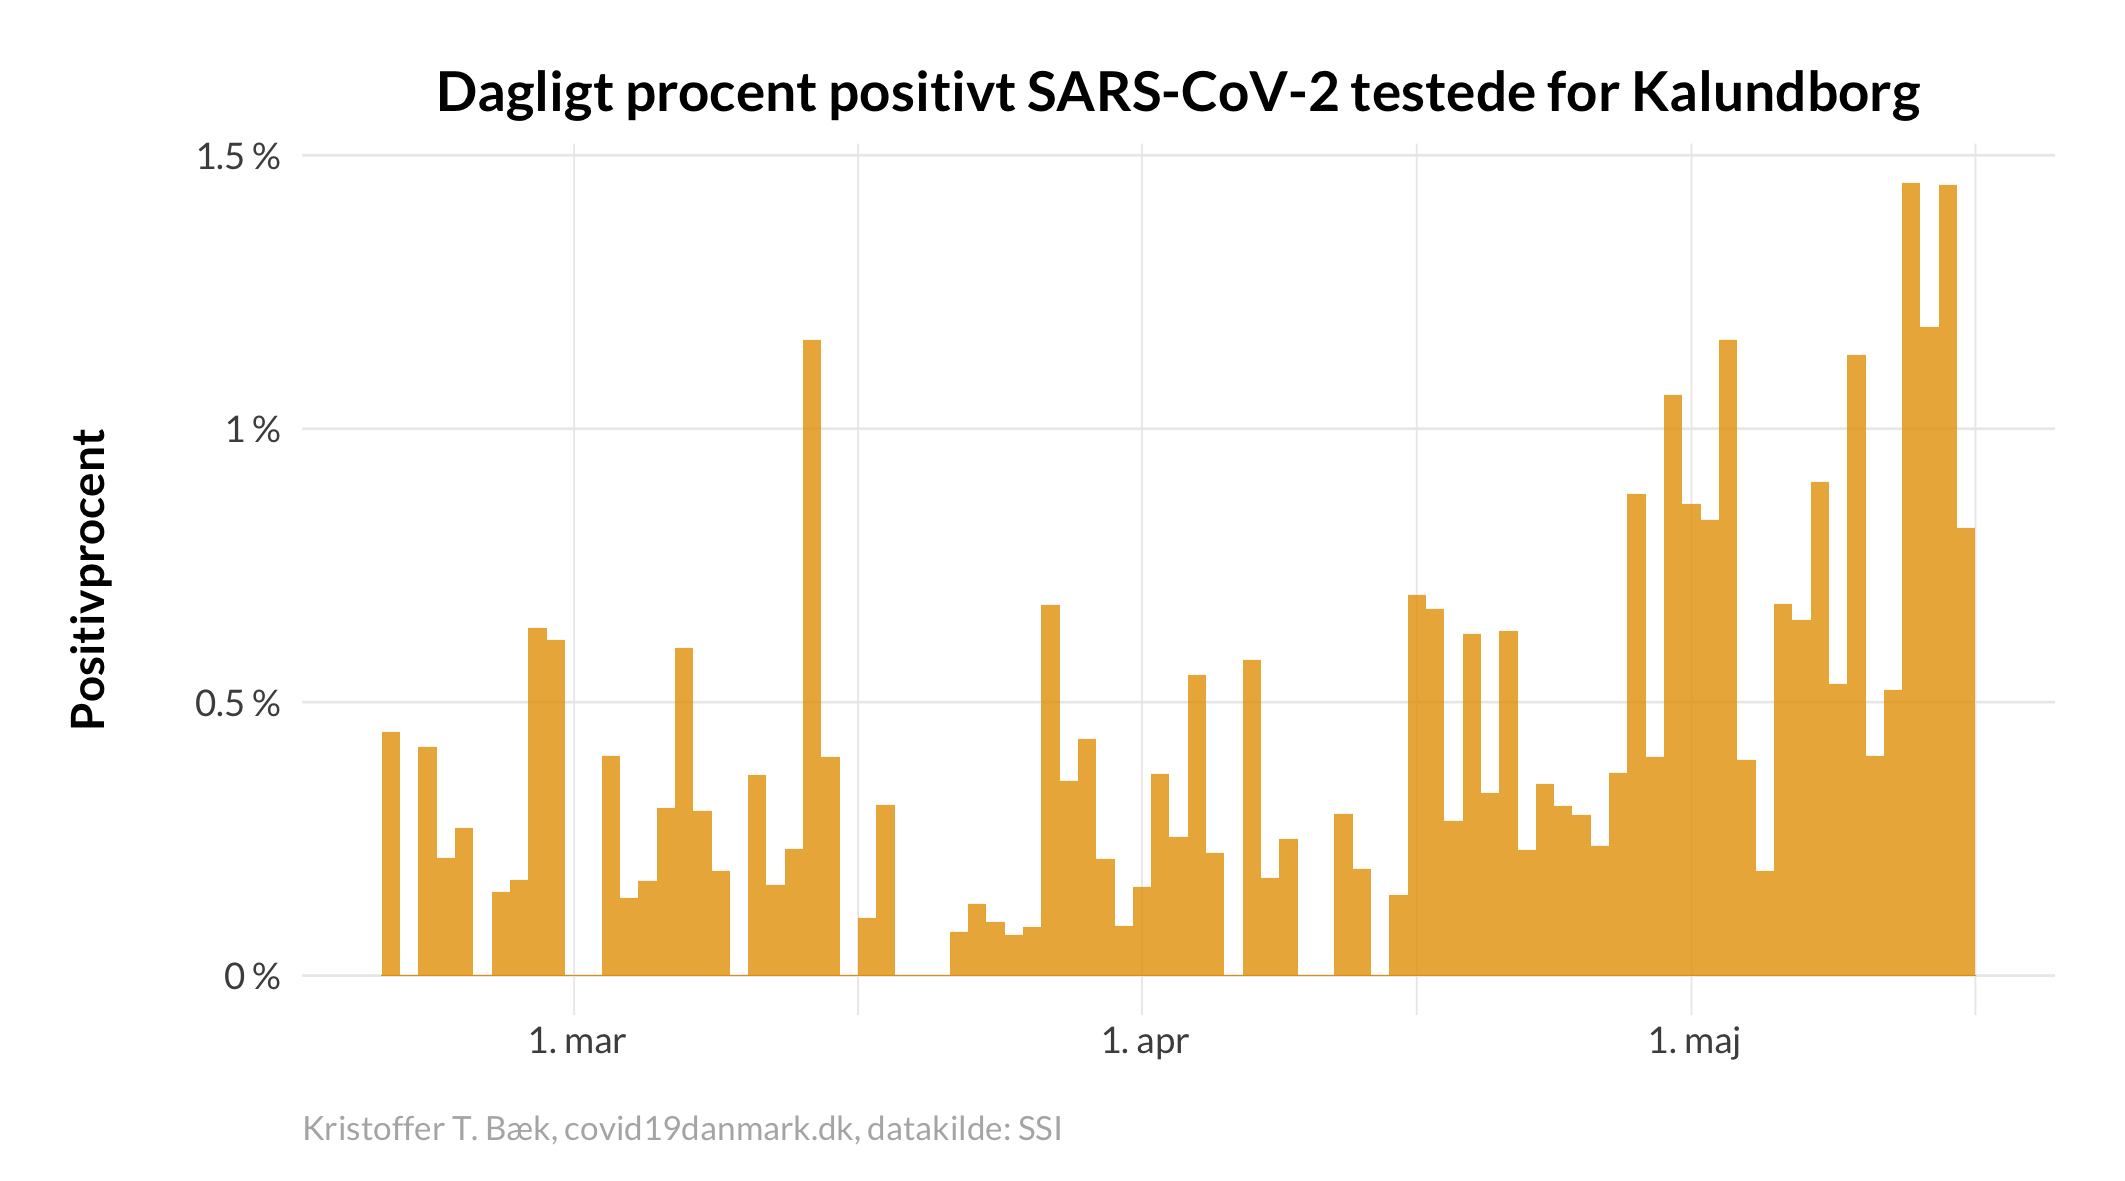 Dagligt procent positivt SARS-CoV-2 testede for Kalundborg
1.5 %
1 %
0.5 %
0 %
Positivprocent
1. mar
1. apr
1. maj
Kristoffer T. Bæk, covid19danmark.dk, datakilde: SSI